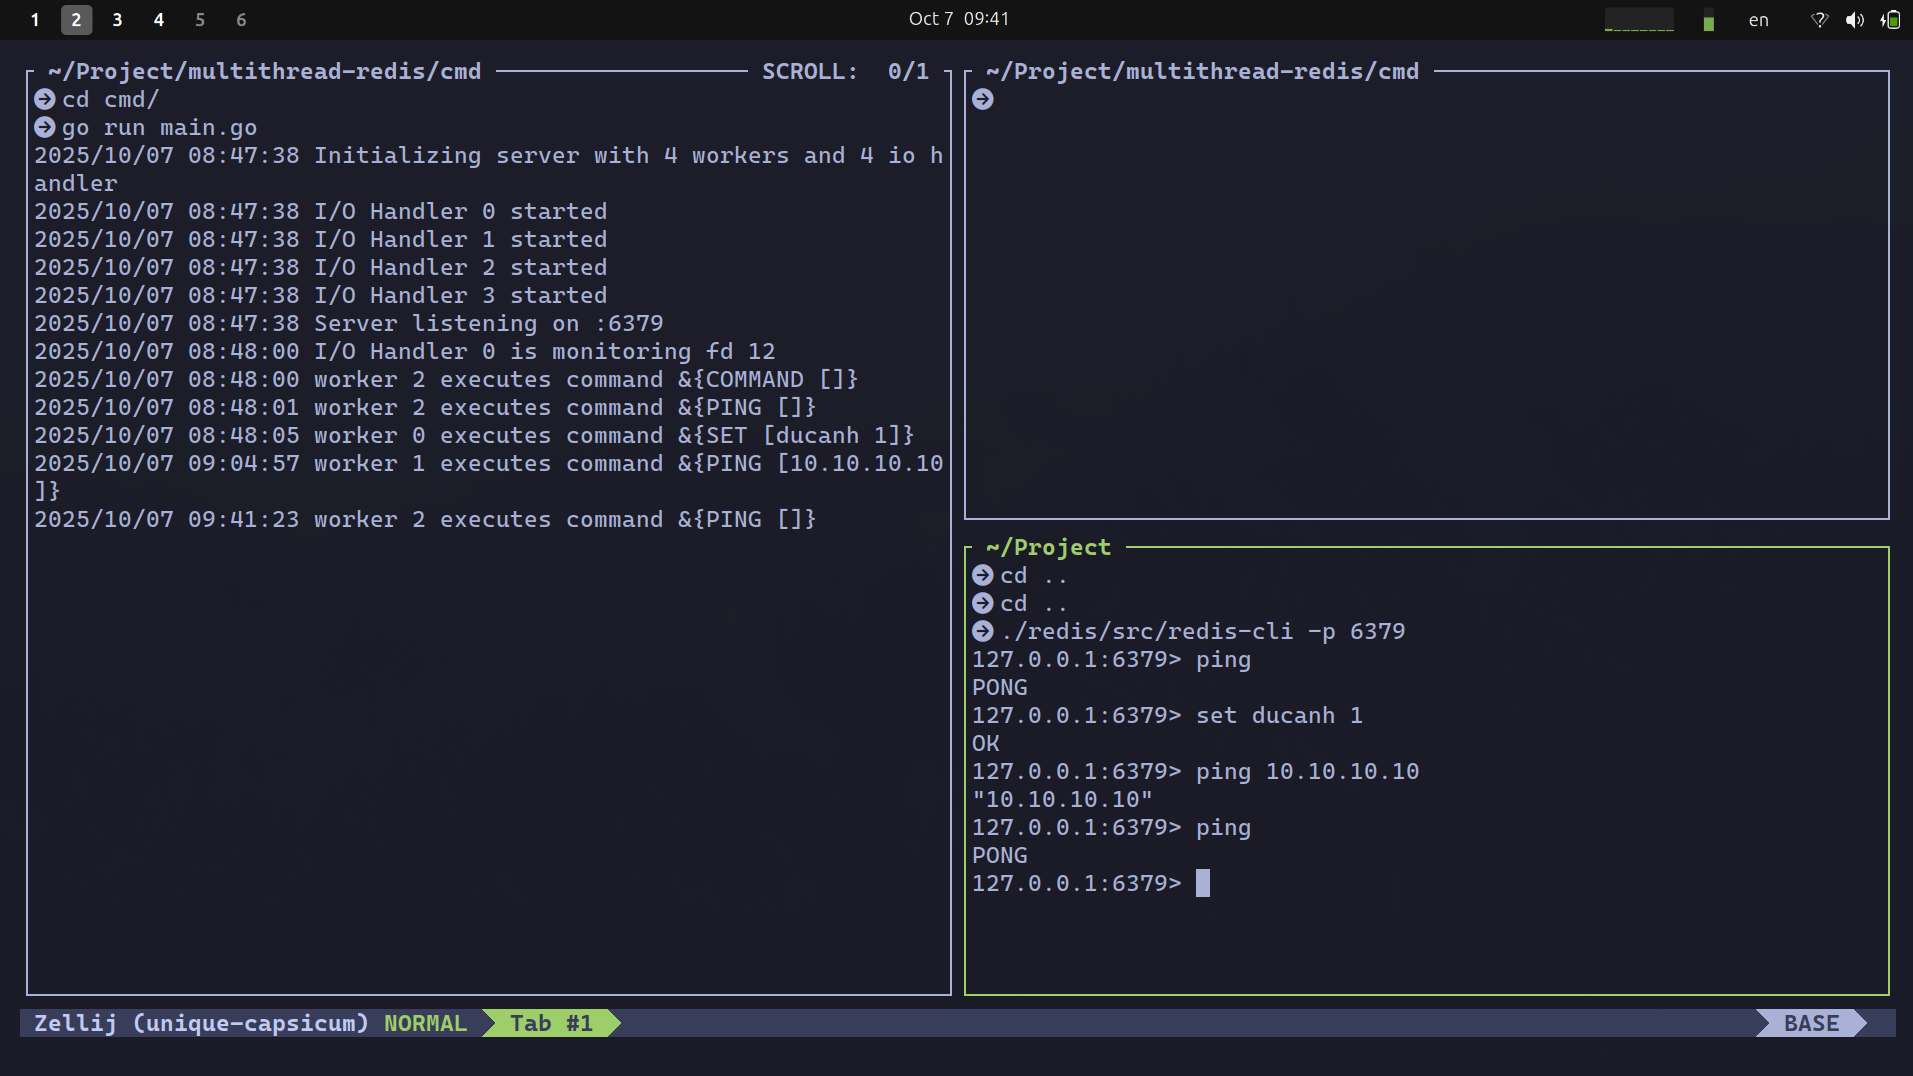 1 2 3 4 5 6
Oct 7 09:41
en
~/Project/multithread-redis/cmd
SCROLL: 0/1
cd cmd/
go run main.go
2025/10/07 08:47:38 Initializing server with 4 workers and 4 io h
andler
2025/10/07 08:47:38 I/O Handler 0 started
2025/10/07 08:47:38 I/O Handler 1 started
2025/10/07 08:47:38 I/O Handler 2 started
2025/10/07 08:47:38 I/O Handler 3 started
2025/10/07 08:47:38 Server listening on :6379
2025/10/07 08:48:00 I/O Handler 0 is monitoring fd 12
2025/10/07 08:48:00 worker 2 executes command &{COMMAND []}
2025/10/07 08:48:01 worker 2 executes command &{PING []}
2025/10/07 08:48:05 worker 0 executes command &{SET [ducanh 1]}
2025/10/07 09:04:57 worker 1 executes command &{PING [10.10.10.10
]}
2025/10/07 09:41:23 worker 2 executes command &{PING []}
~/Project/multithread-redis/cmd
~/Project
cd ..
cd ..
./redis/src/redis-cli -p 6379
127.0.0.1:6379> ping
PONG
127.0.0.1:6379> set ducanh 1
OK
127.0.0.1:6379> ping 10.10.10.10
"10.10.10.10"
127.0.0.1:6379> ping
PONG
127.0.0.1:6379>
Zellij (unique-capsicum) NORMAL Tab #1 BASE